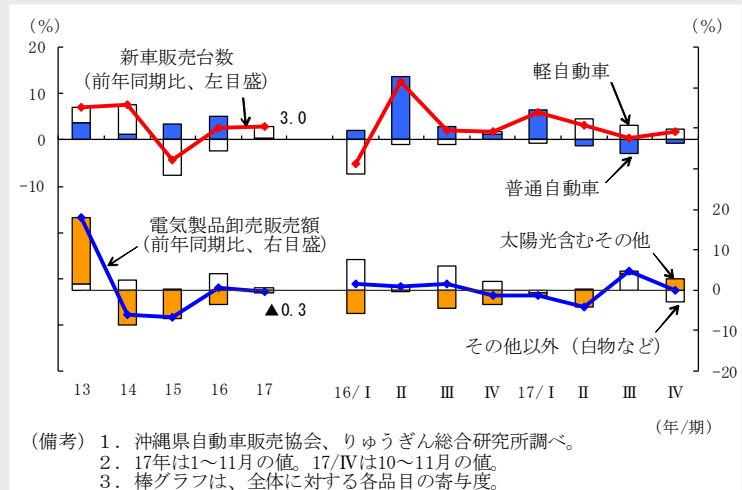 (%)
(%)
20
10
0
-10
新車販売台数
(前年同期比、左目盛)
3.0
軽自動車
普通自動車
電気製品卸売販売額
(前年同期比、右目盛)
▲0.3
太陽光含むその他
その他以外（白物など）
20
10
0
-10
-20
13 14 15 16 17 16/Ⅰ Ⅱ Ⅲ Ⅳ 17/Ⅰ Ⅱ Ⅲ Ⅳ
(年/期)
(備考) 1．沖縄県自動車販売協会、りゅうぎん総合研究所調べ。
2．17年は1～11月の値。17/Ⅳは10～11月の値。
3．棒グラフは、全体に対する各品目の寄与度。